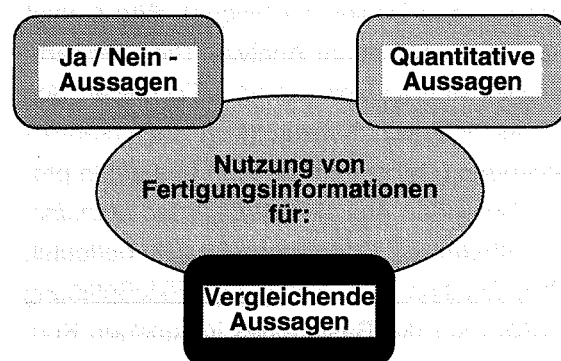 Ja / Nein -
Aussagen
Quantitative
Aussagen
Nutzung von
Fertigungsinformationen
für:
Vergleichende
Aussagen